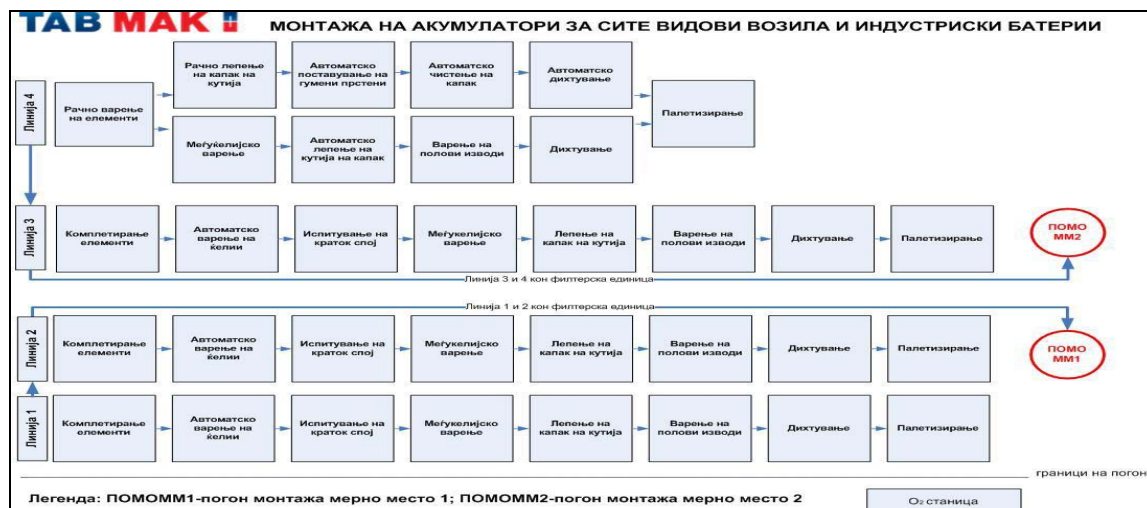 TAB MAK МОНТАЖА НА АКУМУЛАТОРИ ЗА СИТЕ ВИДОВИ ВОЗИЛА И ИНДУСТРИСКИ БАТЕРИИ
Линија 4
Рачно варење
на елементи
Рачно лепење
на капак на
кутија
Автоматско
поставување на
гумени прстени
Автоматско
чистење на
капак
Автоматско
дихтување
Меѓуќелијско
варење
Автоматско
лепење на
кутија на капак
Варење на
полови изводи
Дихтување
Палетизирање
Линија 3
Комплетирање
елементи
Автоматско
варење на
ќелии
Испитување на
краток спој
Меѓукелијско
варење
Лепење на
капак на кутија
Варење на
полови изводи
Дихтување
Палетизирање
ПОМО
ММ2
Линија 3 и 4 кон филтерска единица
Линија 1 и 2 кон филтерска единица
Линија 2
Комплетирање
елементи
Автоматско
варење на
ќелии
Испитување на
краток спој
Меѓукелијско
варење
Лепење на
капак на кутија
Варење на
полови изводи
Дихтување
Палетизирање
ПОМО
ММ1
Линија 1
Комплетирање
елементи
Автоматско
варење на
ќелии
Испитување на
краток спој
Меѓукелијско
варење
Лепење на
капак на кутија
Варење на
полови изводи
Дихтување
Палетизирање
граници на погон
Легенда: ПОМОММ1-погон монтажа мерно место 1; ПОМОММ2-погон монтажа мерно место 2
O₂ станица